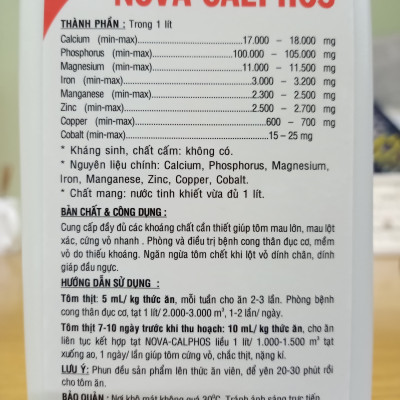 NOVA-CALPHOS
THÀNH PHẦN : Trong 1 lít
Calcium (min-max)....................................17.000 – 18.000 mg
Phosphorus (min-max)..............................100.000 – 105.000 mg
Magnesium (min-max)..............................11.000 – 11.500 mg
Iron (min-max)..........................................3.000 – 3.200 mg
Manganese (min-max)..............................2.300 – 2.500 mg
Zinc (min-max)..........................................2.500 – 2.700 mg
Copper (min-max)........................................600 – 700 mg
Cobalt (min-max)..........................................15 – 25 mg
* Kháng sinh, chất cấm: không có.
* Nguyên liệu chính: Calcium, Phosphorus, Magnesium,
Iron, Manganese, Zinc, Copper, Cobalt.
* Chất mang: nước tinh khiết vừa đủ 1 lít.
BẢN CHẤT & CÔNG DỤNG :
Cung cấp đầy đủ các khoáng chất cần thiết giúp tôm mau lớn, mau lột
xác, cứng vỏ nhanh . Phòng và điều trị bệnh cong thân đục cơ, mềm
vỏ do thiếu khoáng. Ngăn ngừa tôm chết khi lột vỏ dính chân, dính
giáp đầu ngực.
HƯỚNG DẪN SỬ DỤNG :
Tôm thịt: 5 mL/ kg thức ăn, mỗi tuần cho ăn 2-3 lần. Phòng bệnh
cong thân đục cơ, tạt 1 lít/ 2.000-3.000 m³, 1-2 lần/ ngày.
Tôm thịt 7-10 ngày trước khi thu hoạch: 10 mL/ kg thức ăn, cho ăn
liên tục kết hợp tạt NOVA-CALPHOS liều 1 lít/ 1.000-1.500 m³ tạt
xuống ao, 1 ngày/ lần giúp tôm cứng vỏ, chắc thịt, nặng kí.
LƯU Ý: Phun đều sản phẩm lên thức ăn viên, để yên 20-30 phút rồi
cho tôm ăn.
BẢO QUẢN : Nơi khô mát không quá 30°C. Tránh ánh sáng trực tiếp